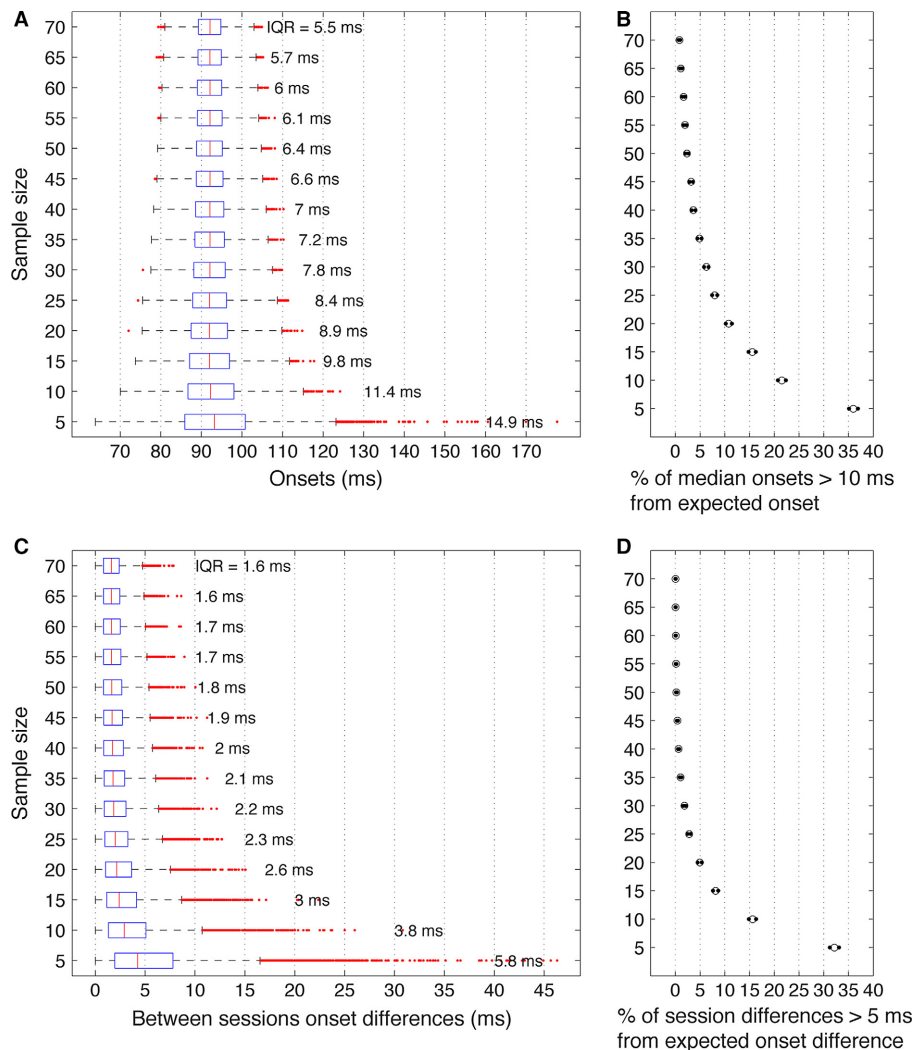 A
Sample size
70
65
60
55
50
45
40
35
30
25
20
15
10
5
IQR = 5.5 ms
5.7 ms
6 ms
6.1 ms
6.4 ms
6.6 ms
7 ms
7.2 ms
7.8 ms
8.4 ms
8.9 ms
9.8 ms
11.4 ms
14.9 ms
70 80 90 100 110 120 130 140 150 160 170
Onsets (ms)
B
70
65
60
55
50
45
40
35
30
25
20
15
10
5
0 5 10 15 20 25 30 35 40
% of median onsets > 10 ms
from expected onset
C
Sample size
70
65
60
55
50
45
40
35
30
25
20
15
10
5
IQR = 1.6 ms
1.6 ms
1.7 ms
1.7 ms
1.8 ms
1.9 ms
2 ms
2.1 ms
2.2 ms
2.3 ms
2.6 ms
3 ms
3.8 ms
5.8 ms
0 5 10 15 20 25 30 35 40 45
Between sessions onset differences (ms)
D
70
65
60
55
50
45
40
35
30
25
20
15
10
5
0 5 10 15 20 25 30 35 40
% of session differences > 5 ms
from expected onset difference